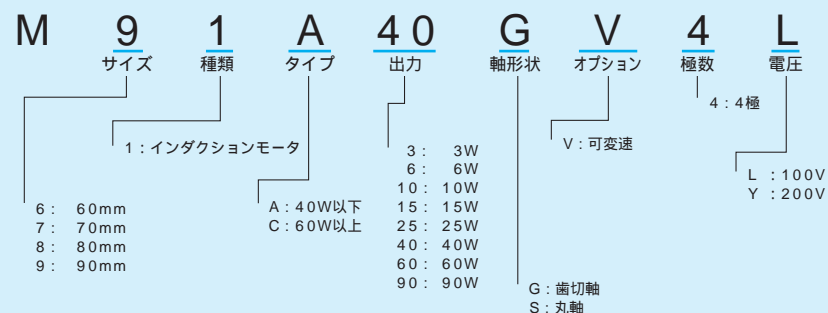 M 9 1 A 40 G V 4 L
サイズ 種類 タイプ 出力 軸形状 オプション 極数 電圧
4：4極
1：インダクションモータ
V：可変速
3： 3W
6： 6W
10： 10W
15： 15W
25： 25W
40： 40W
60： 60W
90： 90W
L ：100V
Y ：200V
6： 60mm
7： 70mm
8： 80mm
9： 90mm
A：40W以下
C：60W以上
G：歯切軸
S：丸軸